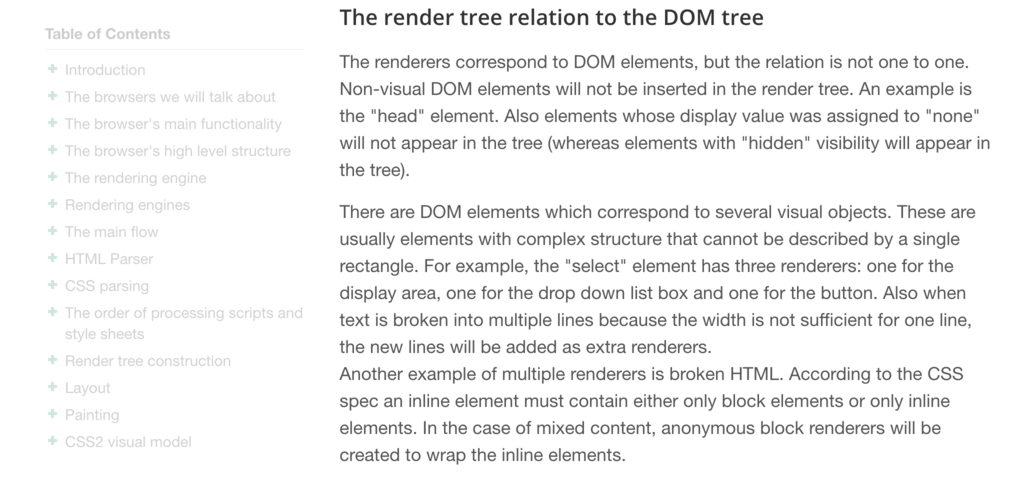 Table of Contents
Introduction
The browsers we will talk about
The browser's main functionality
The browser's high level structure
The rendering engine
Rendering engines
The main flow
HTML Parser
CSS parsing
The order of processing scripts and
style sheets
Render tree construction
Layout
Painting
CSS2 visual model
The render tree relation to the DOM tree
The renderers correspond to DOM elements, but the relation is not one to one.
Non-visual DOM elements will not be inserted in the render tree. An example is
the "head" element. Also elements whose display value was assigned to "none"
will not appear in the tree (whereas elements with "hidden" visibility will appear in
the tree).
There are DOM elements which correspond to several visual objects. These are
usually elements with complex structure that cannot be described by a single
rectangle. For example, the "select" element has three renderers: one for the
display area, one for the drop down list box and one for the button. Also when
text is broken into multiple lines because the width is not sufficient for one line,
the new lines will be added as extra renderers.
Another example of multiple renderers is broken HTML. According to the CSS
spec an inline element must contain either only block elements or only inline
elements. In the case of mixed content, anonymous block renderers will be
created to wrap the inline elements.